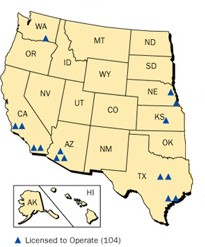 WA
MT
ND
OR
ID
SD
WY
NE
NV
UT
CO
CA
KS
AZ
NM
OK
TX
AK
HI
Licensed to Operate (104)